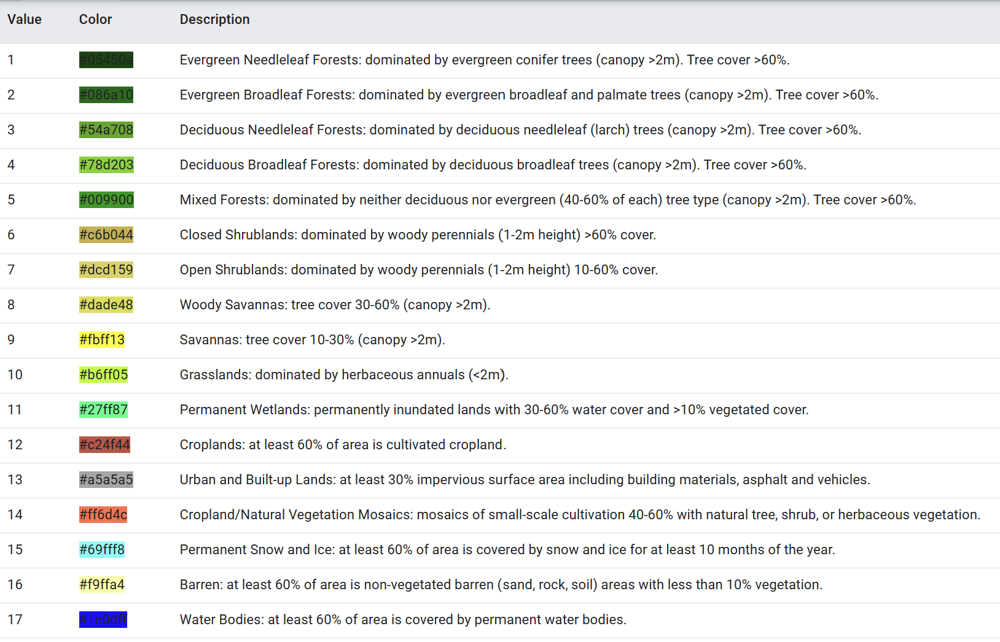 Value Color Description
1 #05450a Evergreen Needleleaf Forests: dominated by evergreen conifer trees (canopy >2m). Tree cover >60%.
2 #086a10 Evergreen Broadleaf Forests: dominated by evergreen broadleaf and palmate trees (canopy >2m). Tree cover >60%.
3 #54a708 Deciduous Needleleaf Forests: dominated by deciduous needleleaf (larch) trees (canopy >2m). Tree cover >60%.
4 #78d203 Deciduous Broadleaf Forests: dominated by deciduous broadleaf trees (canopy >2m). Tree cover >60%.
5 #009900 Mixed Forests: dominated by neither deciduous nor evergreen (40-60% of each) tree type (canopy >2m). Tree cover >60%.
6 #c6b044 Closed Shrublands: dominated by woody perennials (1-2m height) >60% cover.
7 #dcd159 Open Shrublands: dominated by woody perennials (1-2m height) 10-60% cover.
8 #dade48 Woody Savannas: tree cover 30-60% (canopy >2m).
9 #fbff13 Savannas: tree cover 10-30% (canopy >2m).
10 #b6ff05 Grasslands: dominated by herbaceous annuals (<2m).
11 #27ff87 Permanent Wetlands: permanently inundated lands with 30-60% water cover and >10% vegetated cover.
12 #c24f44 Croplands: at least 60% of area is cultivated cropland.
13 #a5a5a5 Urban and Built-up Lands: at least 30% impervious surface area including building materials, asphalt and vehicles.
14 #ff6d4c Cropland/Natural Vegetation Mosaics: mosaics of small-scale cultivation 40-60% with natural tree, shrub, or herbaceous vegetation.
15 #69fff8 Permanent Snow and Ice: at least 60% of area is covered by snow and ice for at least 10 months of the year.
16 #f9ffa4 Barren: at least 60% of area is non-vegetated barren (sand, rock, soil) areas with less than 10% vegetation.
17 #1c0dff Water Bodies: at least 60% of area is covered by permanent water bodies.